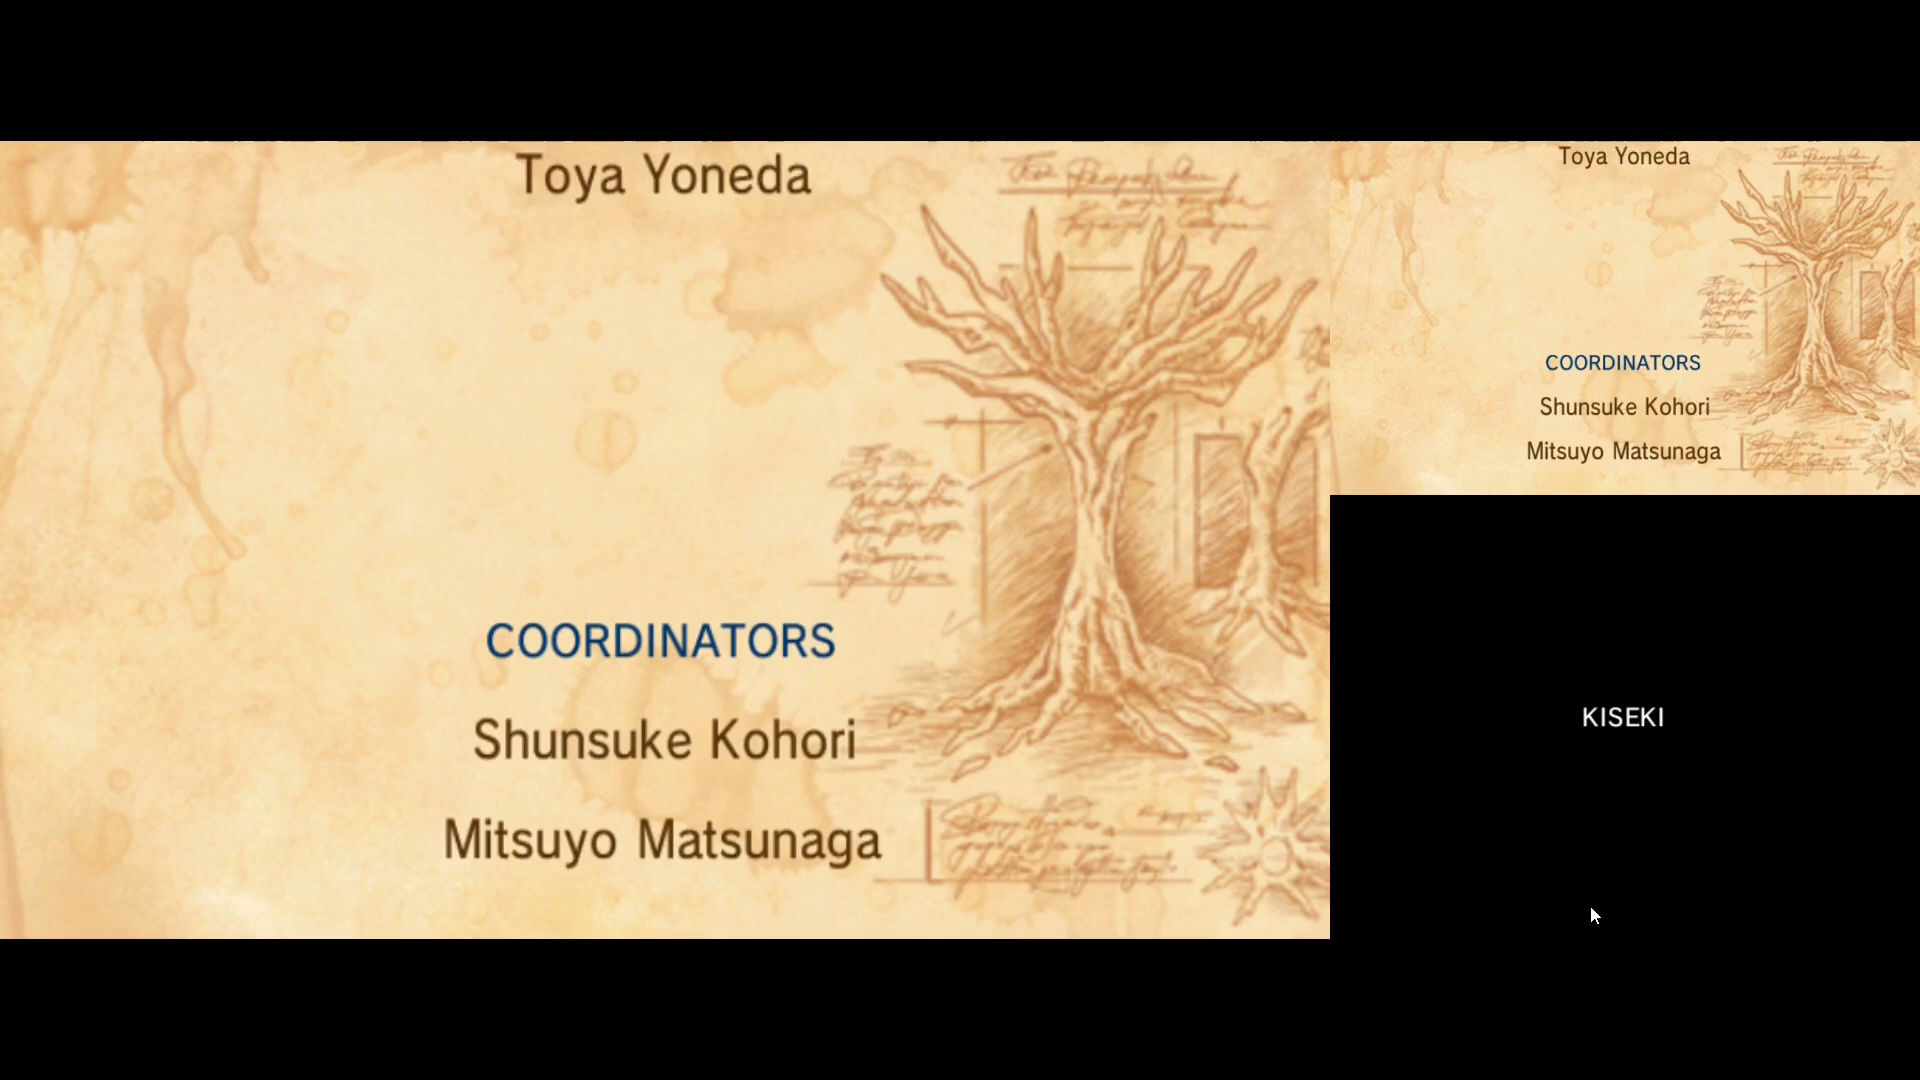 Toya Yoneda
COORDINATORS
Shunsuke Kohori
Mitsuyo Matsunaga
Toya Yoneda
COORDINATORS
Shunsuke Kohori
Mitsuyo Matsunaga
KISEKI